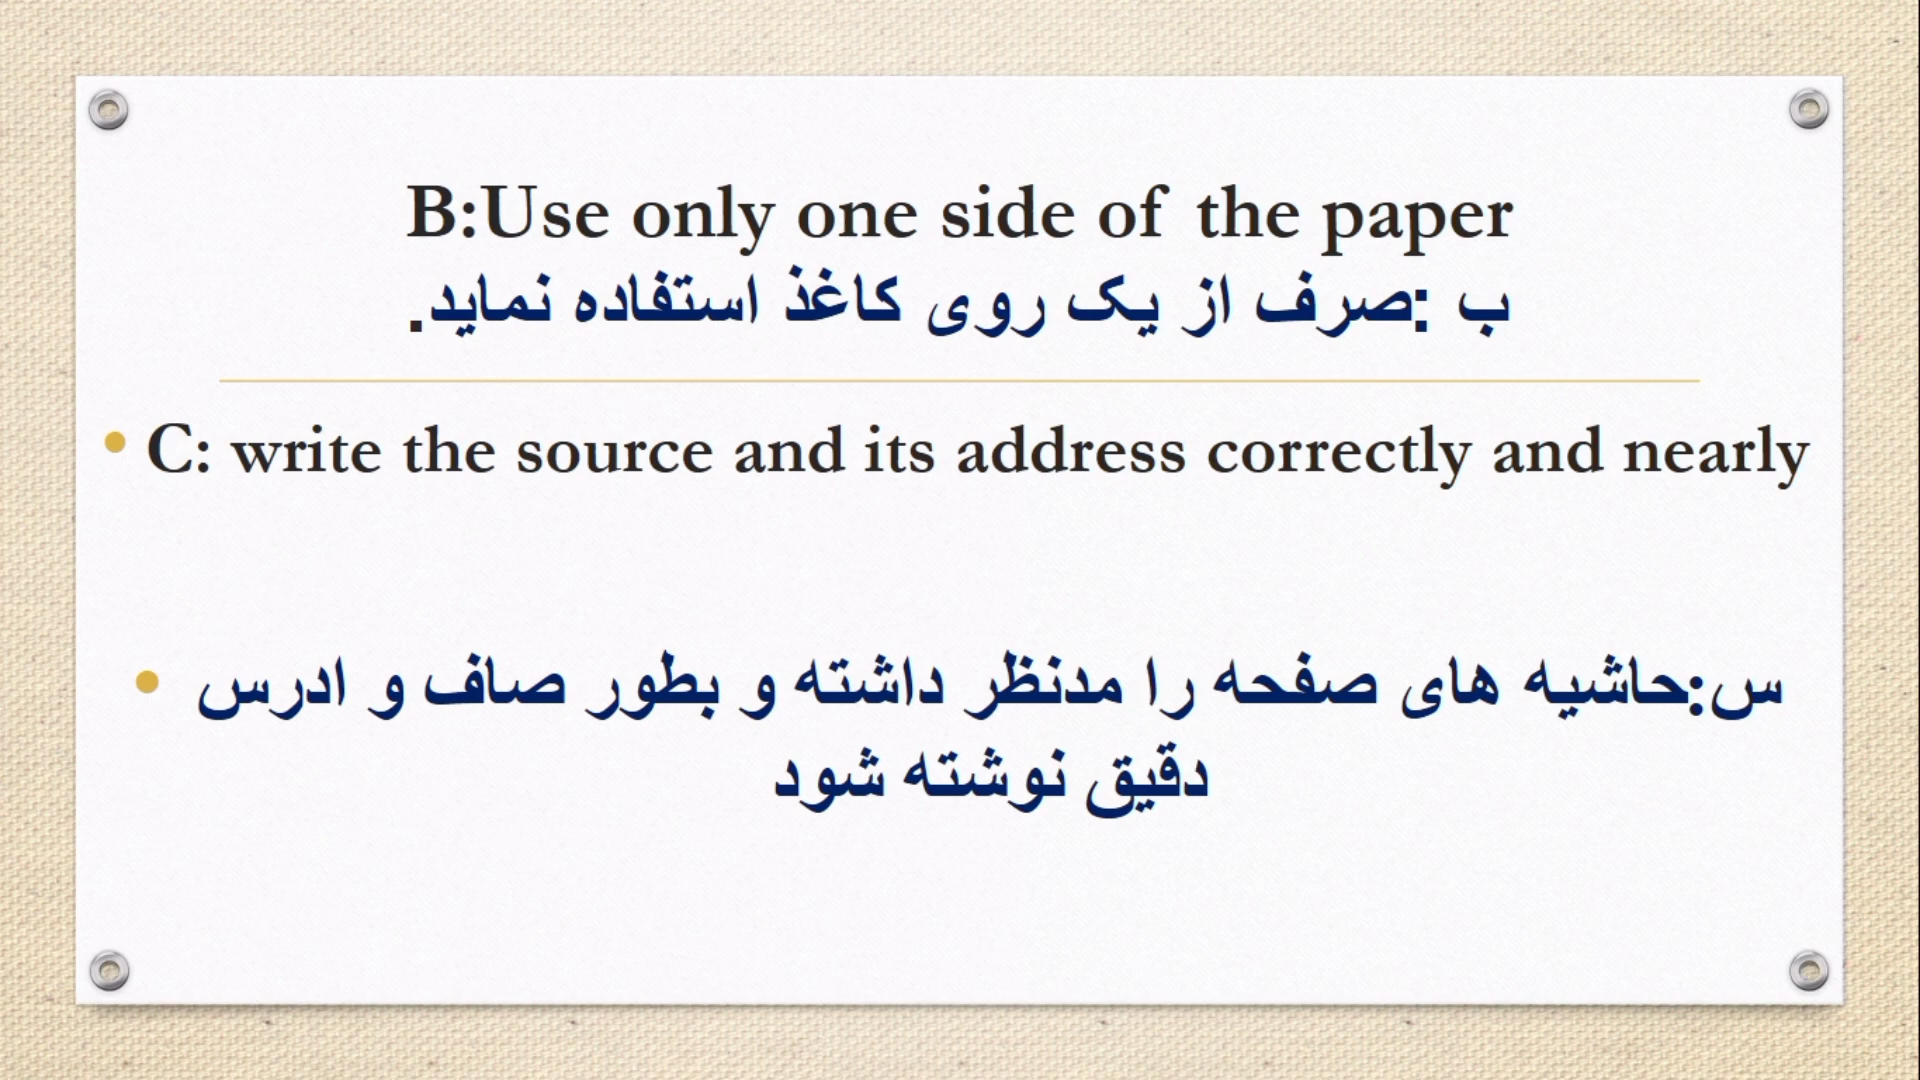 B:Use only one side of the paper
ب :صرف از یک روی کاغذ استفاده نماید.
C: write the source and its address correctly and nearly
س:حاشیه های صفحه را مدنظر داشته و بطور صاف و ادرس
دقیق نوشته شود